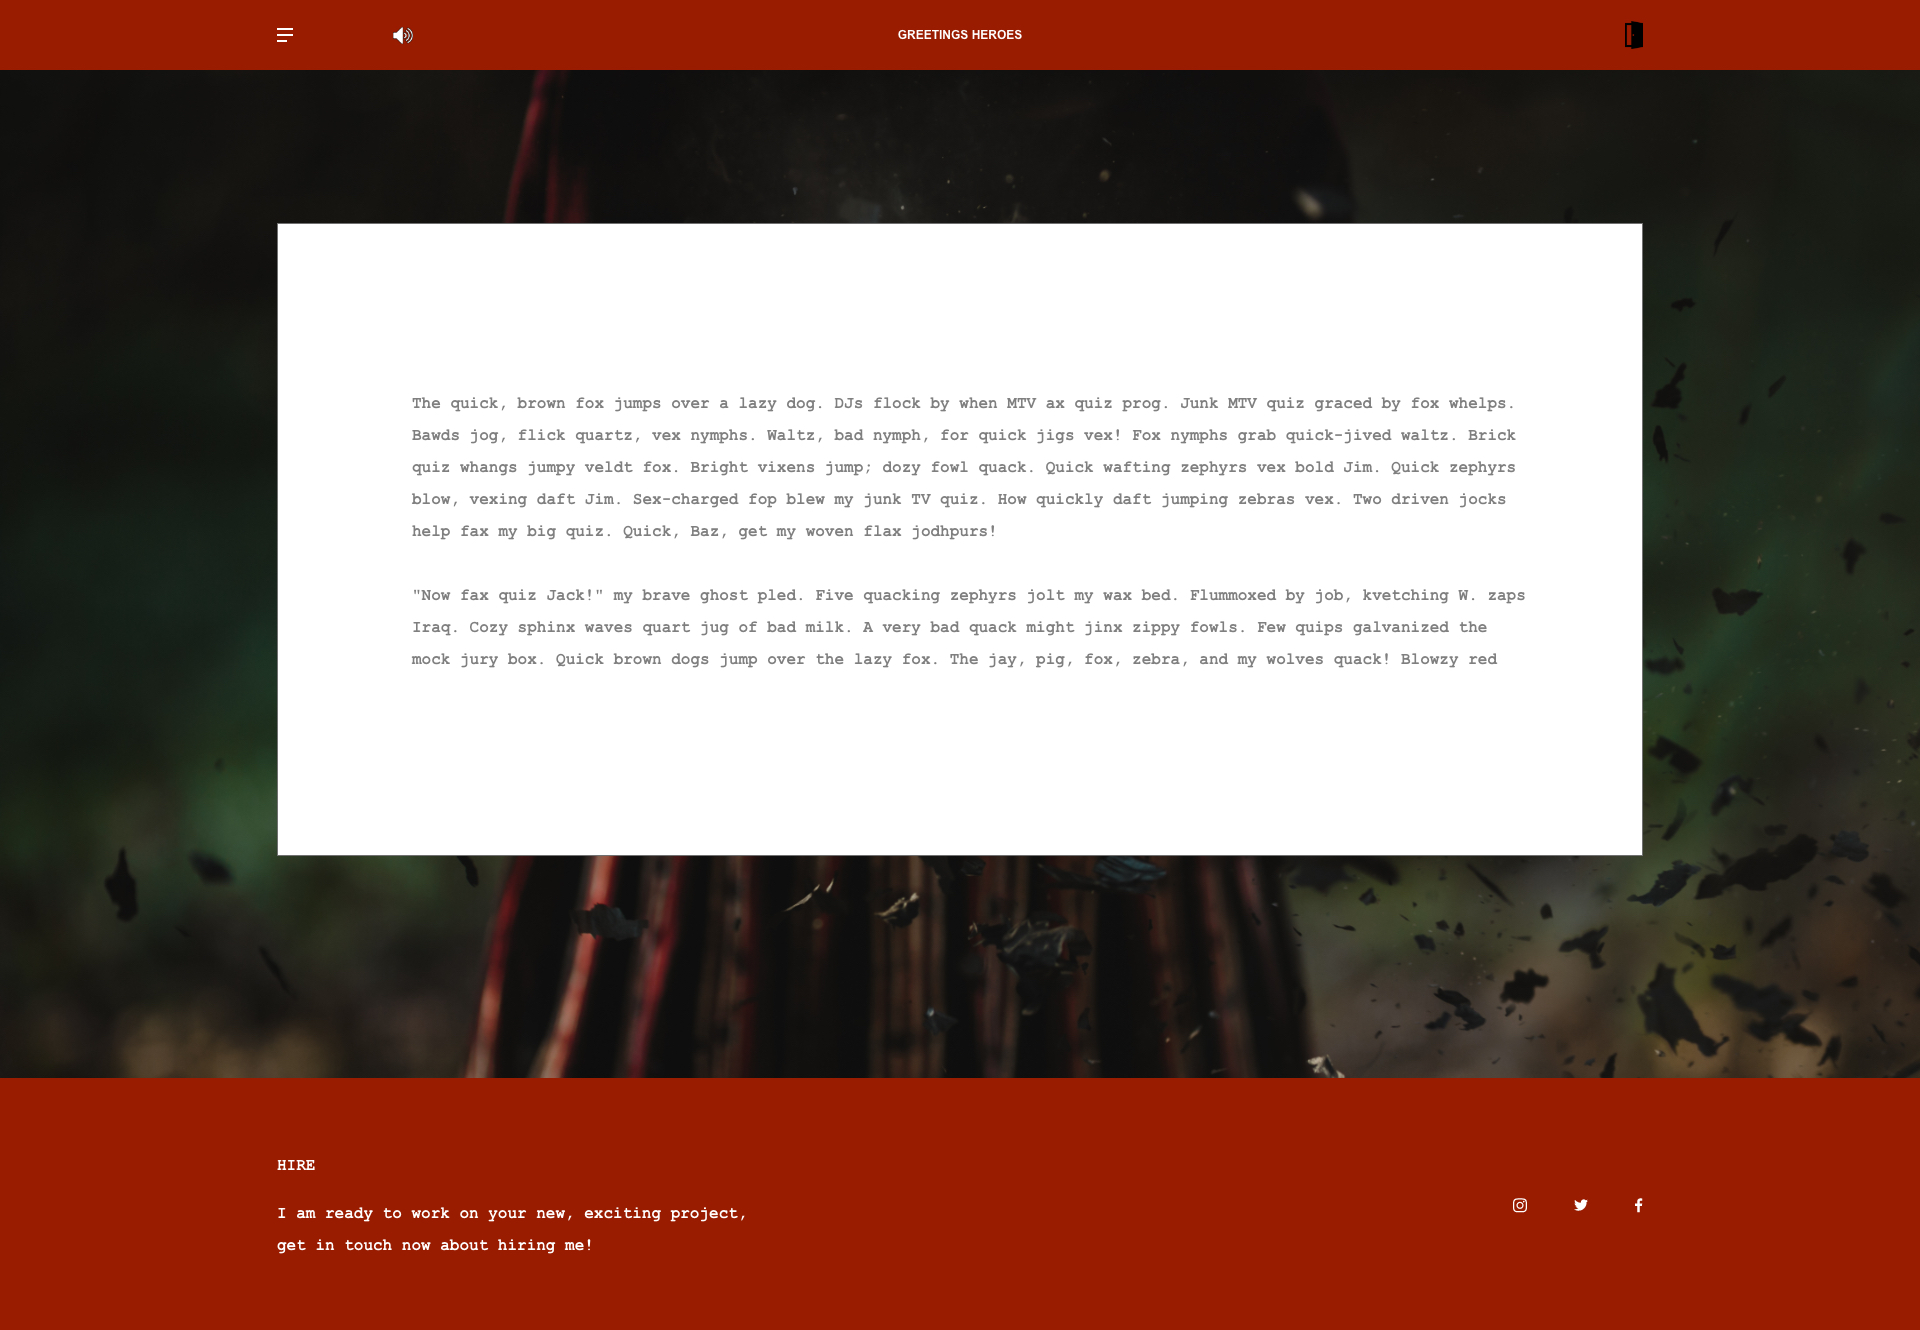 GREETINGS HEROES
The quick, brown fox jumps over a lazy dog. DJs flock by when MTV ax quiz prog. Junk MTV quiz graced by fox whelps.
Bawds jog, flick quartz, vex nymphs. Waltz, bad nymph, for quick jigs vex! Fox nymphs grab quick-jived waltz. Brick
quiz whangs jumpy veldt fox. Bright vixens jump; dozy fowl quack. Quick wafting zephyrs vex bold Jim. Quick zephyrs
blow, vexing daft Jim. Sex-charged fop blew my junk TV quiz. How quickly daft jumping zebras vex. Two driven jocks
help fax my big quiz. Quick, Baz, get my woven flax jodhpurs!
"Now fax quiz Jack!" my brave ghost pled. Five quacking zephyrs jolt my wax bed. Flummoxed by job, kvetching W. zaps
Iraq. Cozy sphinx waves quart jug of bad milk. A very bad quack might jinx zippy fowls. Few quips galvanized the
mock jury box. Quick brown dogs jump over the lazy fox. The jay, pig, fox, zebra, and my wolves quack! Blowzy red
HIRE
I am ready to work on your new, exciting project,
get in touch now about hiring me!